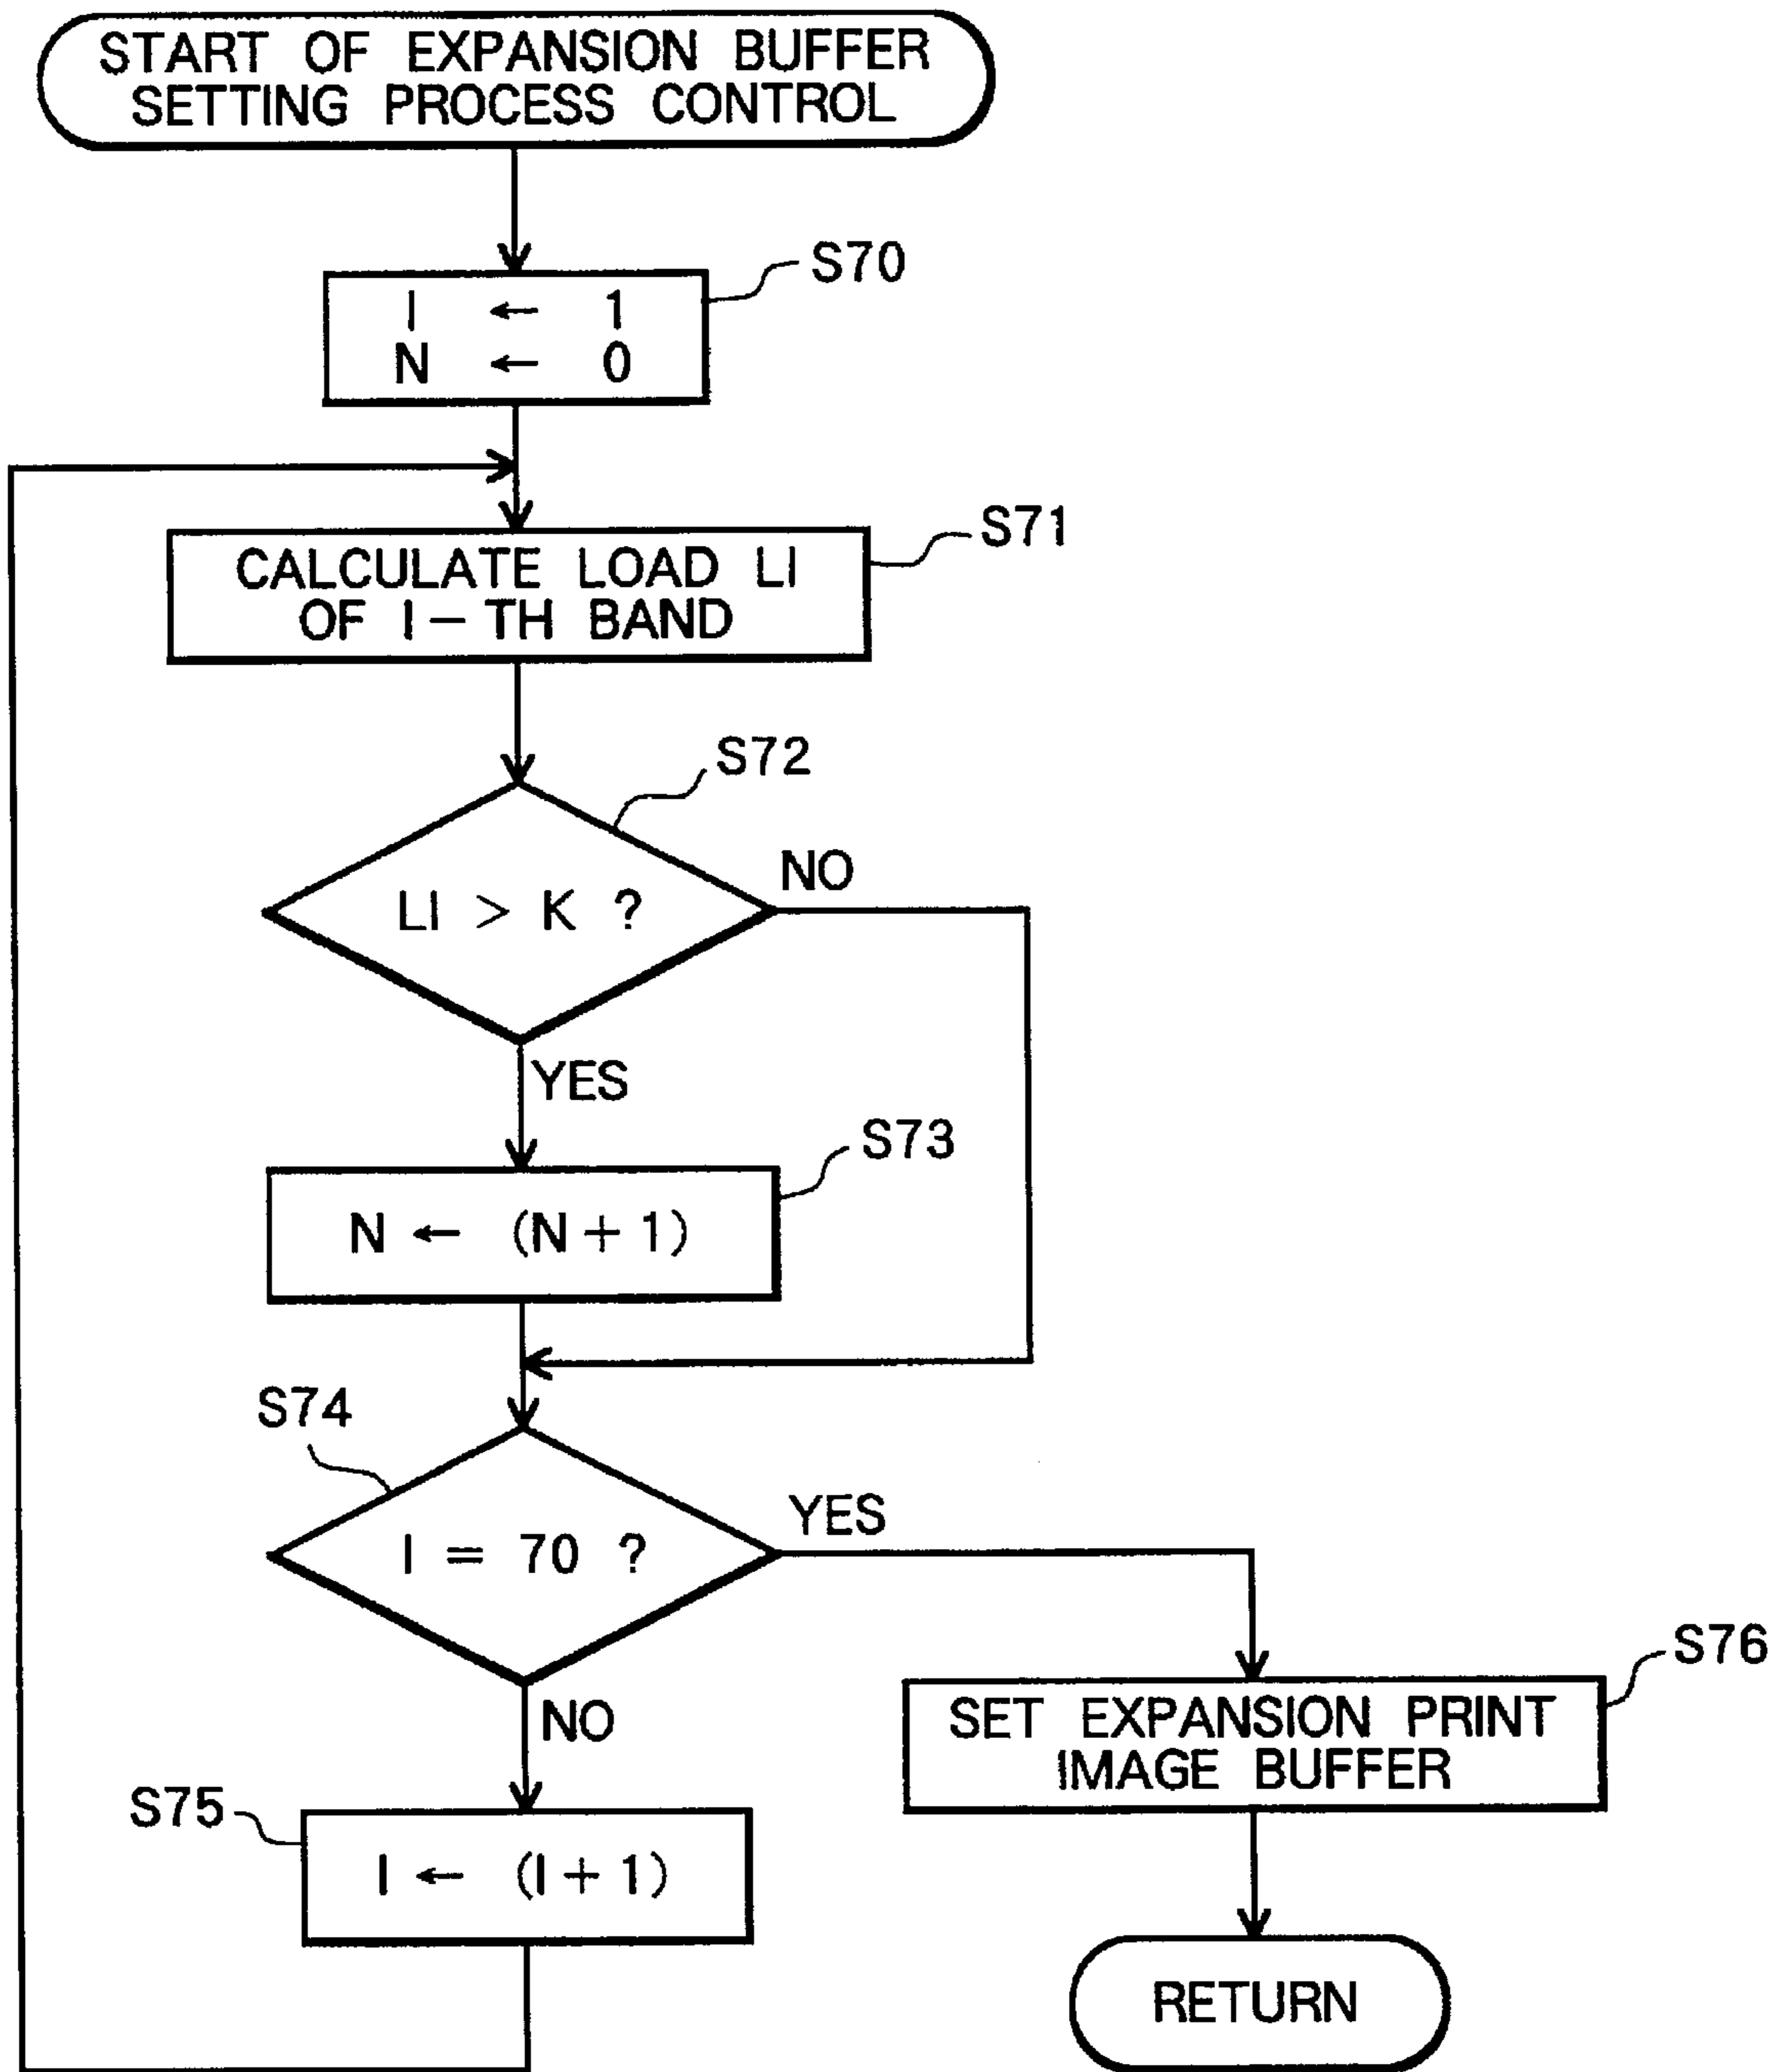 START OF EXPANSION BUFFER
SETTING PROCESS CONTROL
S70
I ← 1
N ← 0
S71
CALCULATE LOAD LI
OF I-TH BAND
S72
LI > K ?
NO
YES
S73
N ← (N+1)
S74
I = 70 ?
YES
NO
S76
SET EXPANSION PRINT
IMAGE BUFFER
S75
I ← (I+1)
RETURN